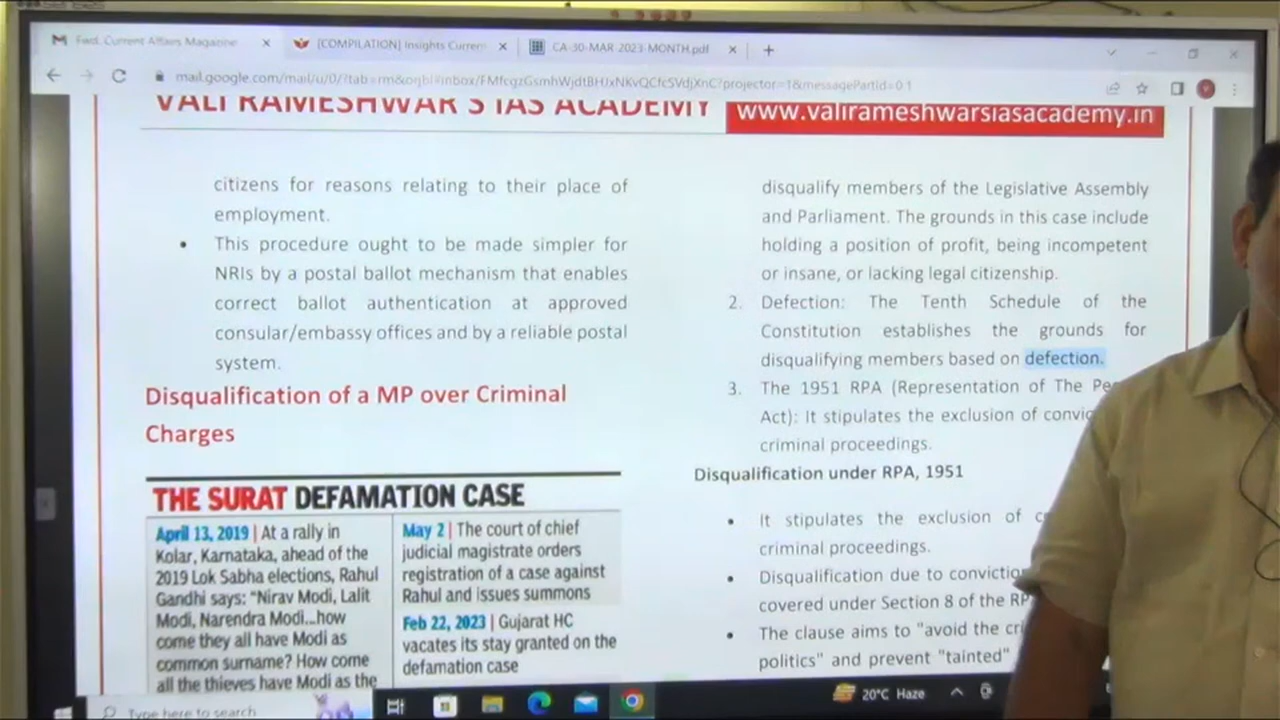 Fwd: Current Affairs Magazine
[COMPILATION] Insights Current
CA-30-MAR-2023-MONTH.pdf
VALI RAMESHWAR'S IAS ACADEMY
www.valirameshwarsiasacademy.in
citizens for reasons relating to their place of
employment.
• This procedure ought to be made simpler for
NRIs by a postal ballot mechanism that enables
correct ballot authentication at approved
consular/embassy offices and by a reliable postal
system.
Disqualification of a MP over Criminal
Charges
THE SURAT DEFAMATION CASE
April 13, 2019 | At a rally in
Kolar, Karnataka, ahead of the
2019 Lok Sabha elections, Rahul
Gandhi says: "Nirav Modi, Lalit
Modi, Narendra Modi...how
come they all have Modi as
common surname? How come
all the thieves have Modi as the
May 2 | The court of chief
judicial magistrate orders
registration of a case against
Rahul and issues summons
Feb 22, 2023 | Gujarat HC
vacates its stay granted on the
defamation case
disqualify members of the Legislative Assembly
and Parliament. The grounds in this case include
holding a position of profit, being incompetent
or insane, or lacking legal citizenship.
2. Defection: The Tenth Schedule of the
Constitution establishes the grounds for
disqualifying members based on defection.
3. The 1951 RPA (Representation of The Pe
Act): It stipulates the exclusion of convic
criminal proceedings.
Disqualification under RPA, 1951
• It stipulates the exclusion of c
criminal proceedings.
• Disqualification due to conviction
covered under Section 8 of the RP
• The clause aims to "avoid the cri
politics" and prevent "tainted"
Type here to search
20°C Haze